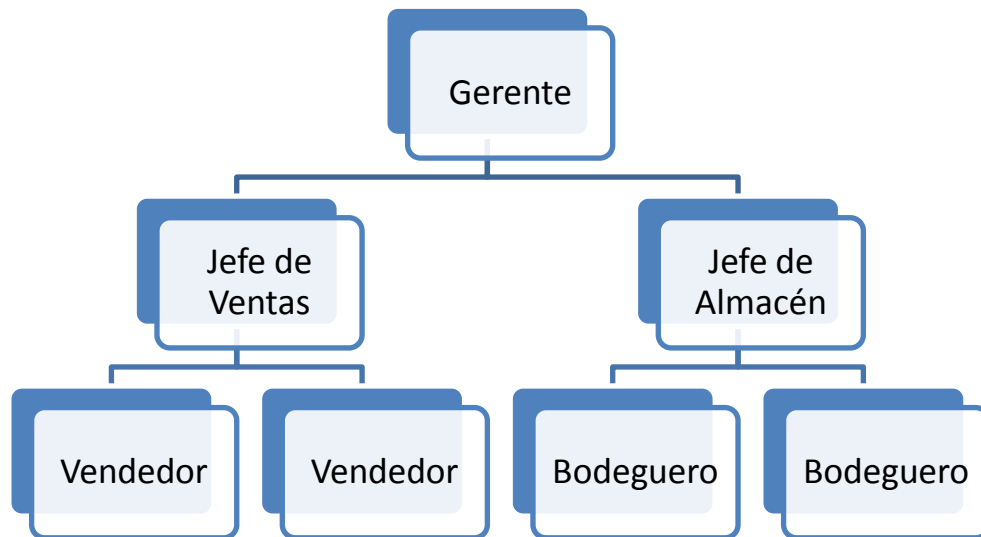 Gerente
Jefe de
Ventas
Jefe de
Almacén
Vendedor
Vendedor
Bodeguero
Bodeguero